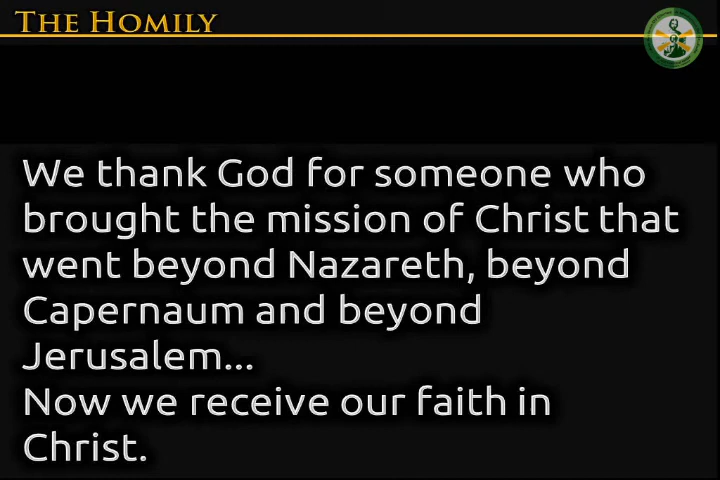 THE HOMILY
We thank God for someone who
brought the mission of Christ that
went beyond Nazareth, beyond
Capernaum and beyond
Jerusalem...
Now we receive our faith in
Christ.